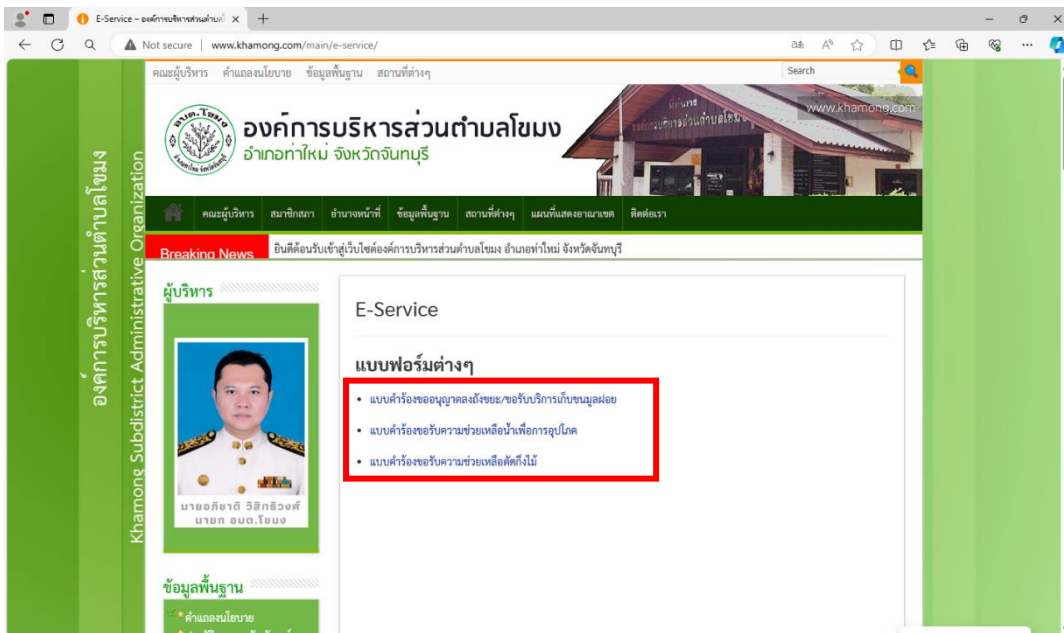 E-Service – องค์การบริหารส่วนตำบลโ
Not secure www.khamong.com/main/e-service/
คณะผู้บริหาร คำแถลงนโยบาย ข้อมูลพื้นฐาน สถานที่ต่างๆ
Search
www.khamong.com
องค์การบริหารส่วนตำบลโขมง
อำเภอท่าใหม่ จังหวัดจันทบุรี
คณะผู้บริหาร สมาชิกสภา อำนาจหน้าที่ ข้อมูลพื้นฐาน สถานที่ต่างๆ แผนที่แสดงอาณาเขต ติดต่อเรา
Breaking News ยินดีต้อนรับเข้าสู่เว็บไซต์องค์การบริหารส่วนตำบลโขมง อำเภอท่าใหม่ จังหวัดจันทบุรี
องค์การบริหารส่วนตำบลโขมง
Khamong Subdistrict Administrative Organization
ผู้บริหาร
นายอภิชาติ วิสิทธิวงศ์
นายก อบต.โขมง
ข้อมูลพื้นฐาน
คำแถลงนโยบาย
E-Service
แบบฟอร์มต่างๆ
• แบบคำร้องขออนุญาตลงถังขยะ/ขอรับบริการเก็บขนมูลฝอย
• แบบคำร้องขอรับความช่วยเหลือน้ำเพื่อการอุปโภค
• แบบคำร้องขอรับความช่วยเหลือตัดกิ่งไม้